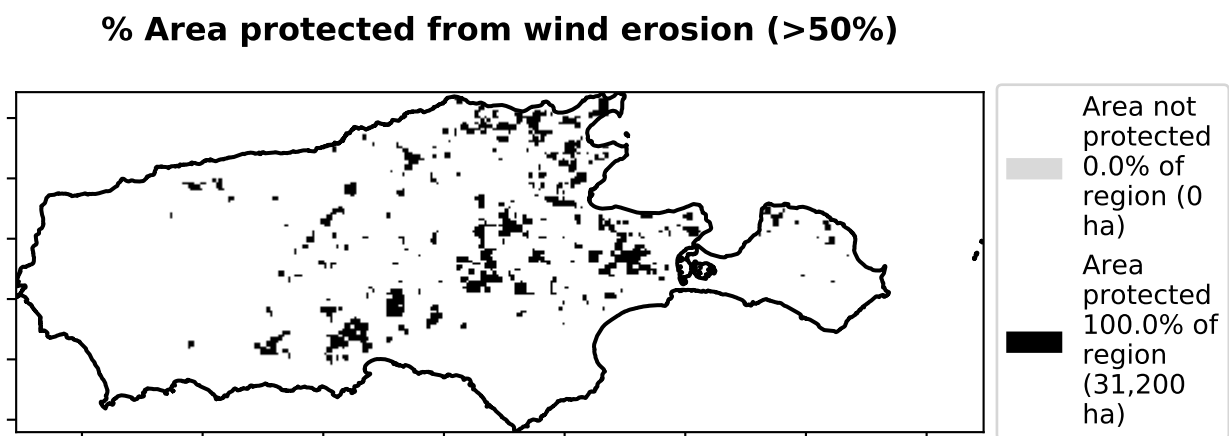 % Area protected from wind erosion (>50%)
Area not
protected
0.0% of
region (0
ha)
Area
protected
100.0% of
region
(31,200
ha)